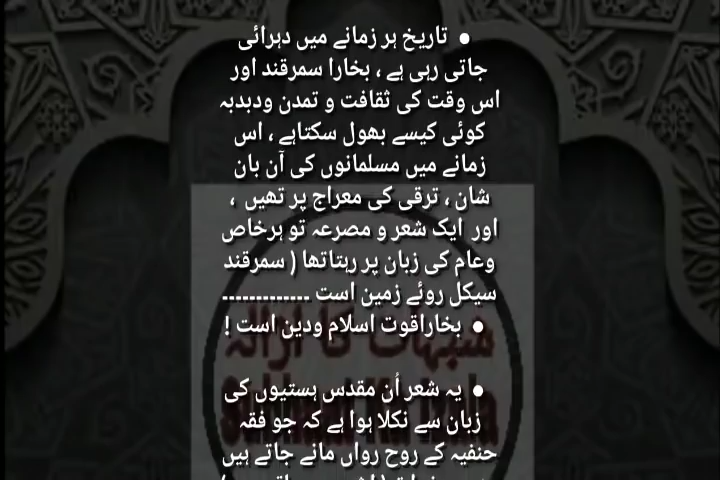 • تاریخ ہر زمانے میں دہرائی
جاتی رہی ہے ، بخارا سمرقند اور
اس وقت کی ثقافت و تمدن ودبدبہ
کوئی کیسے بھول سکتاہے ، اس
زمانے میں مسلمانوں کی آن بان
شان ، ترقی کی معراج پر تھیں ،
اور ایک شعر و مصرعہ تو ہرخاص
وعام کی زبان پر رہتاتھا ( سمرقند
سیکل روئے زمین است -------------
• بخاراقوت اسلام ودین است !
• یہ شعر اُن مقدس ہستیوں کی
زبان سے نکلا ہوا ہے کہ جو فقہ
حنفیہ کے روح رواں مانے جاتے ہیں